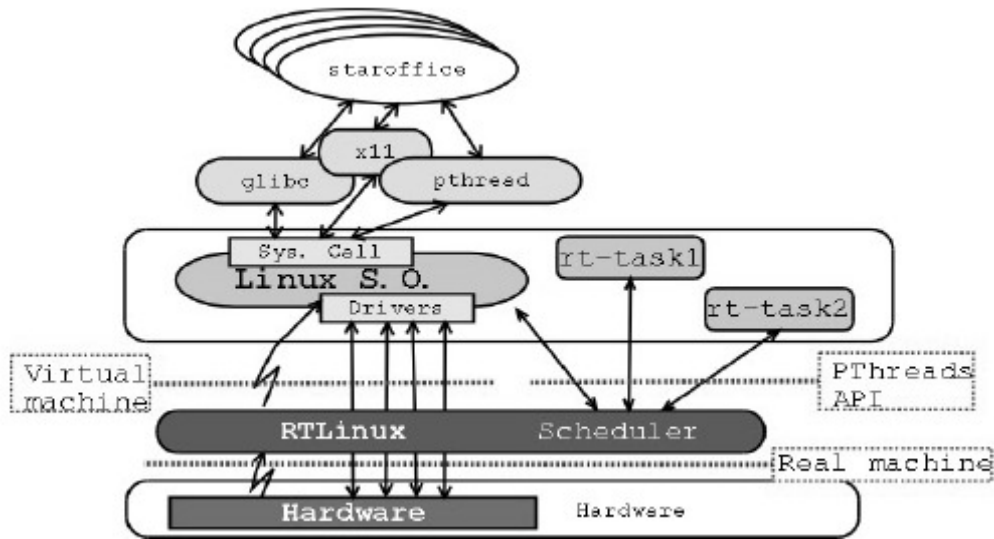 staroffice
x11
glibc
pthread
Sys. Call
Linux S.O.
Drivers
rt-task1
rt-task2
Virtual
machine
PThreads
API
RTLinux
Scheduler
Real machine
Hardware
Hardware